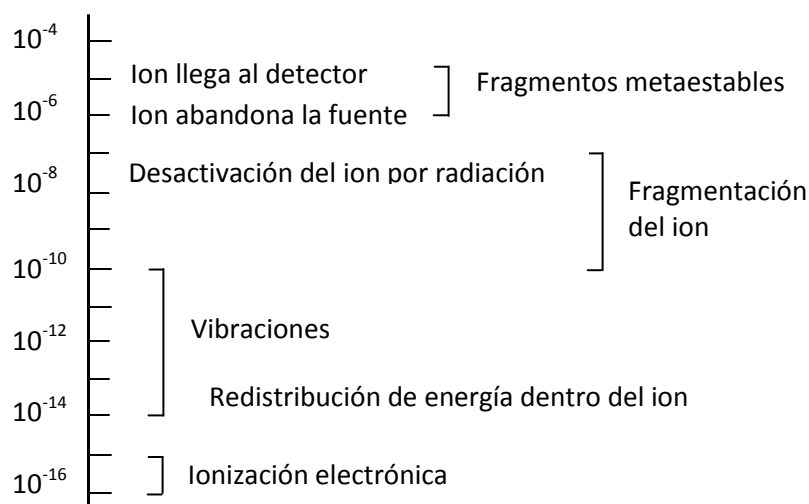 10⁻⁴
Ion llega al detector
Fragmentos metaestables
10⁻⁶
Ion abandona la fuente
Desactivación del ion por radiación
10⁻⁸
Fragmentación
del ion
10⁻¹⁰
Vibraciones
10⁻¹²
Redistribución de energía dentro del ion
10⁻¹⁴
Ionización electrónica
10⁻¹⁶